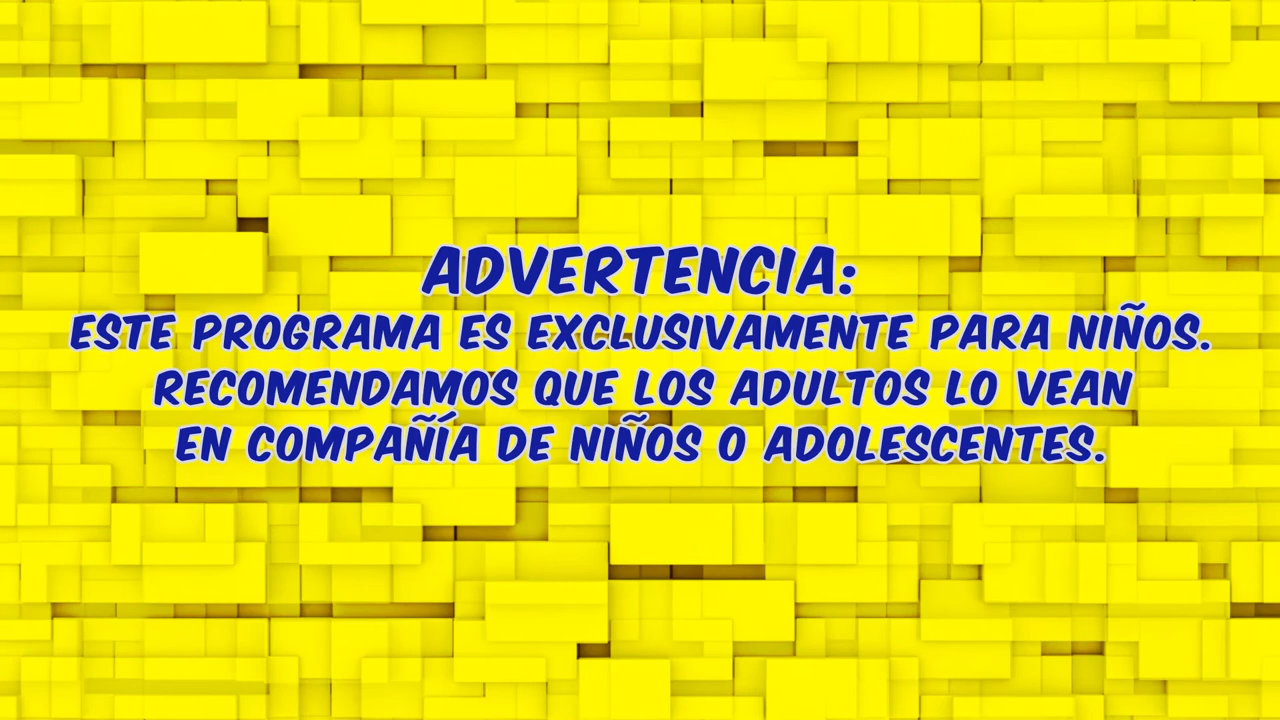 ADVERTENCIA:
ESTE PROGRAMA ES EXCLUSIVAMENTE PARA NIÑOS.
RECOMENDAMOS QUE LOS ADULTOS LO VEAN
EN COMPAÑÍA DE NIÑOS O ADOLESCENTES.